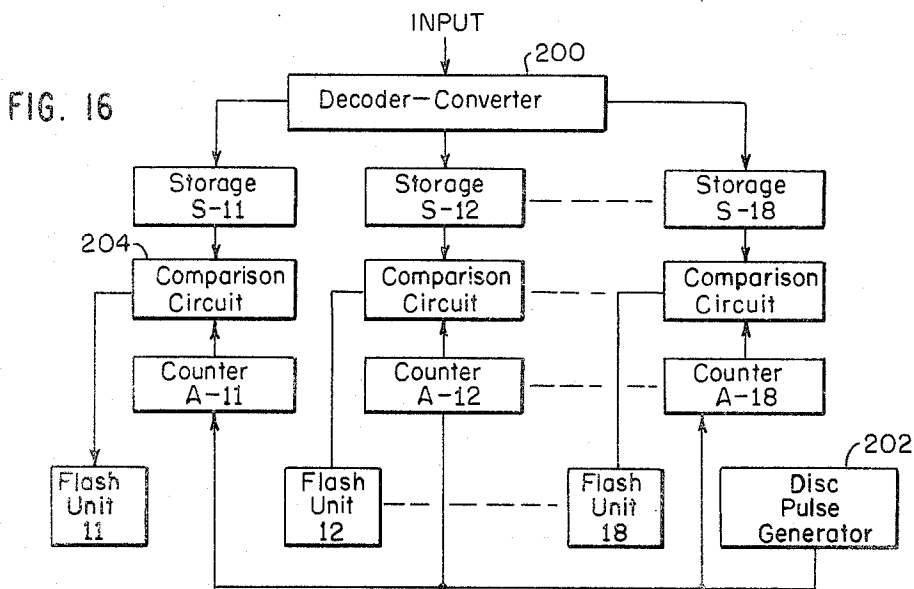 INPUT
200
FIG. 16
Decoder-Converter
Storage
S-11
Storage
S-12
Storage
S-18
204
Comparison
Circuit
Comparison
Circuit
Comparison
Circuit
Counter
A-11
Counter
A-12
Counter
A-18
202
Flash
Unit
11
Flash
Unit
12
Flash
Unit
18
Disc
Pulse
Generator